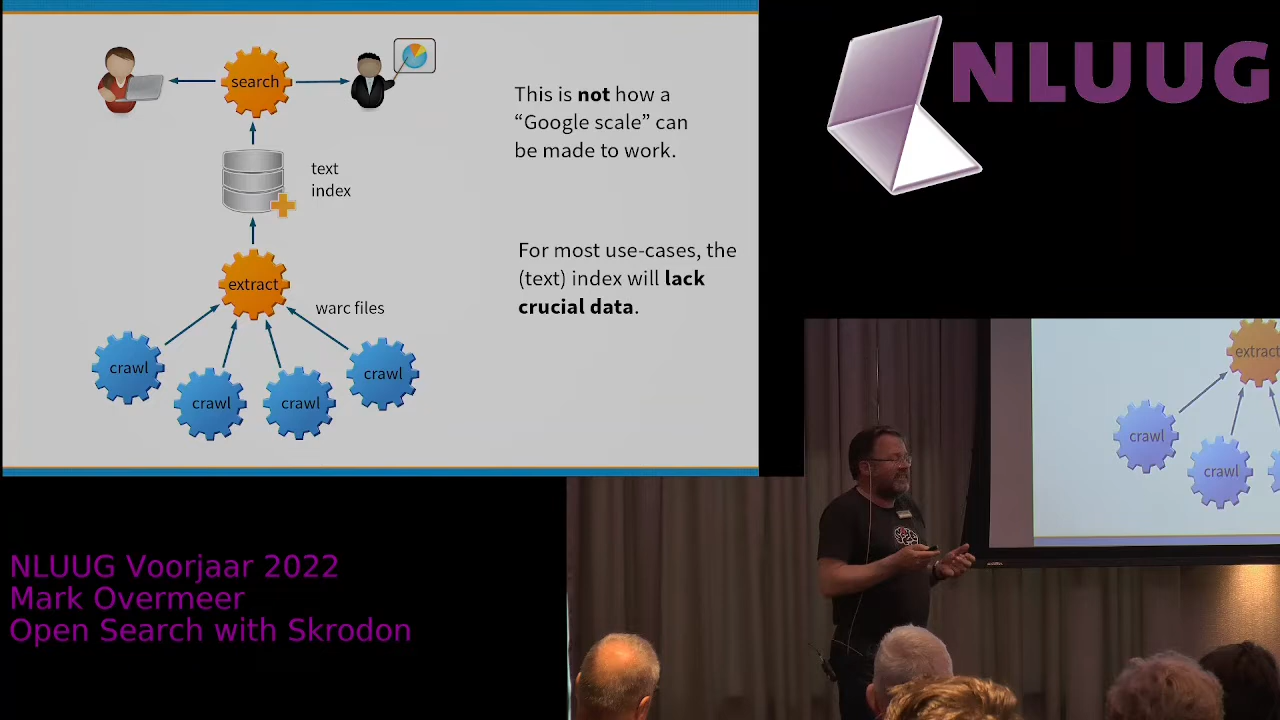 search
text
index
extract
warc files
crawl
crawl
crawl
crawl
This is not how a
“Google scale” can
be made to work.
For most use-cases, the
(text) index will lack
crucial data.
NLUUG
extract
crawl
crawl
NLUUG Voorjaar 2022
Mark Overmeer
Open Search with Skrodon